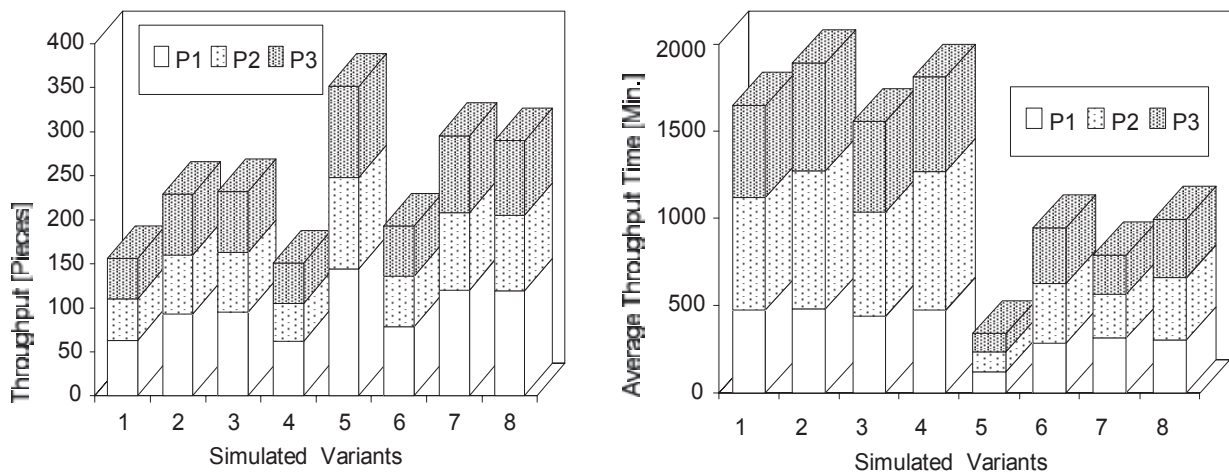 Throughput [Pieces]
400
350
300
250
200
150
100
50
0
P1 P2 P3
1 2 3 4 5 6 7 8
Simulated Variants
Average Throughput Time [Min.]
2000
1500
1000
500
0
P1 P2 P3
1 2 3 4 5 6 7 8
Simulated Variants